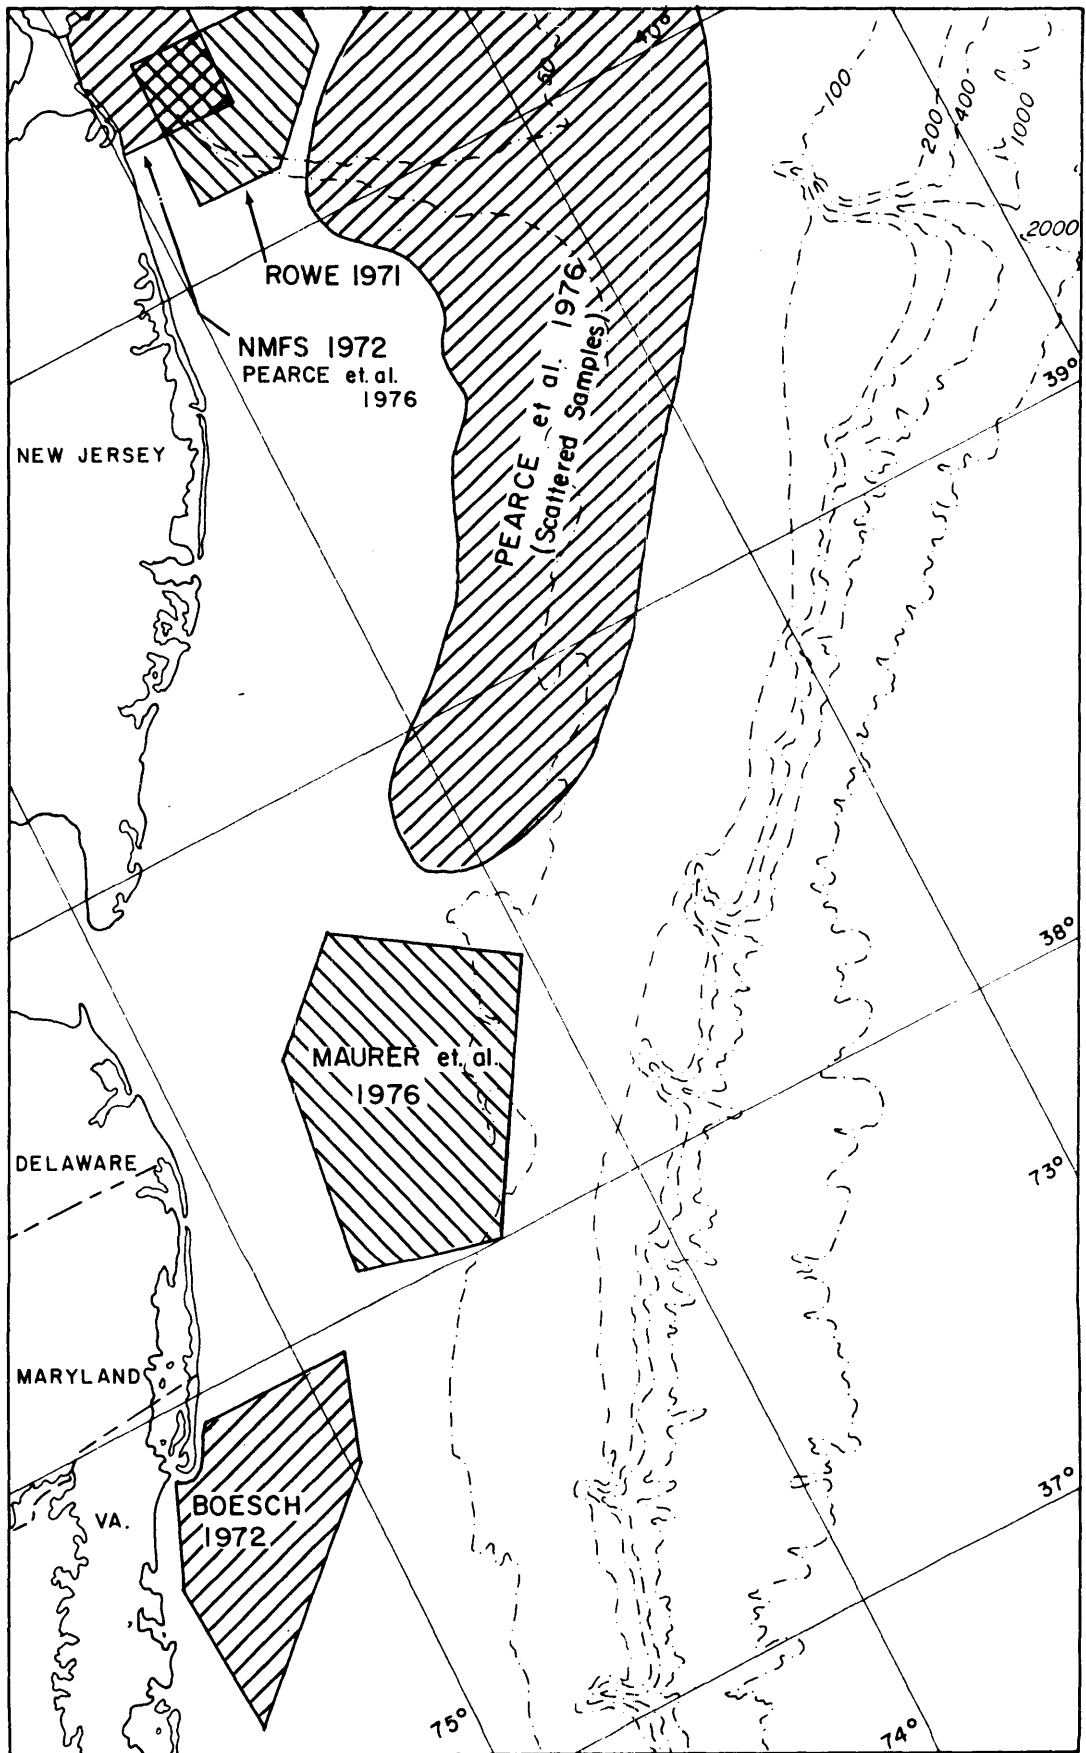 40°
50
100
200
400
1000
2000
ROWE 1971
NMFS 1972
PEARCE et. al.
1976
PEARCE et al. 1976
(Scattered Samples)
39°
NEW JERSEY
38°
MAURER et. al.
1976
DELAWARE
73°
MARYLAND
BOESCH
1972
VA.
37°
75°
74°